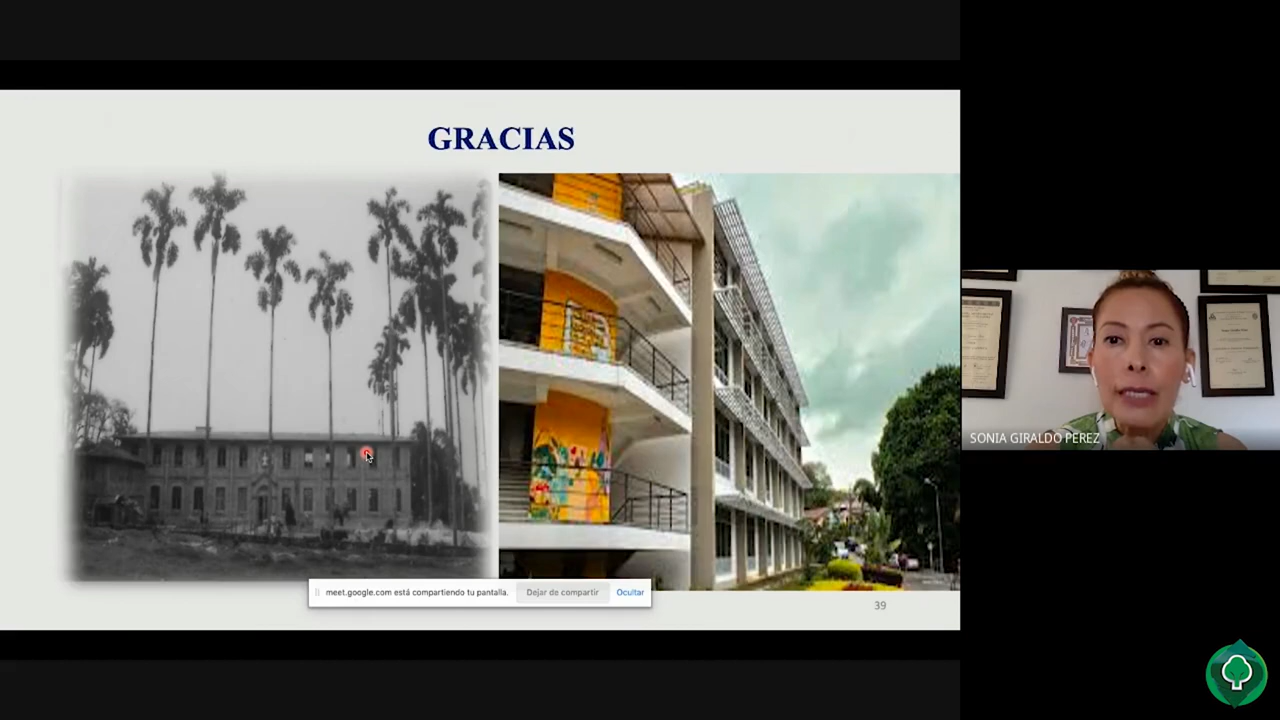 GRACIAS
meet.google.com está compartiendo tu pantalla. Dejar de compartir Ocultar
39
SONIA GIRALDO PEREZ